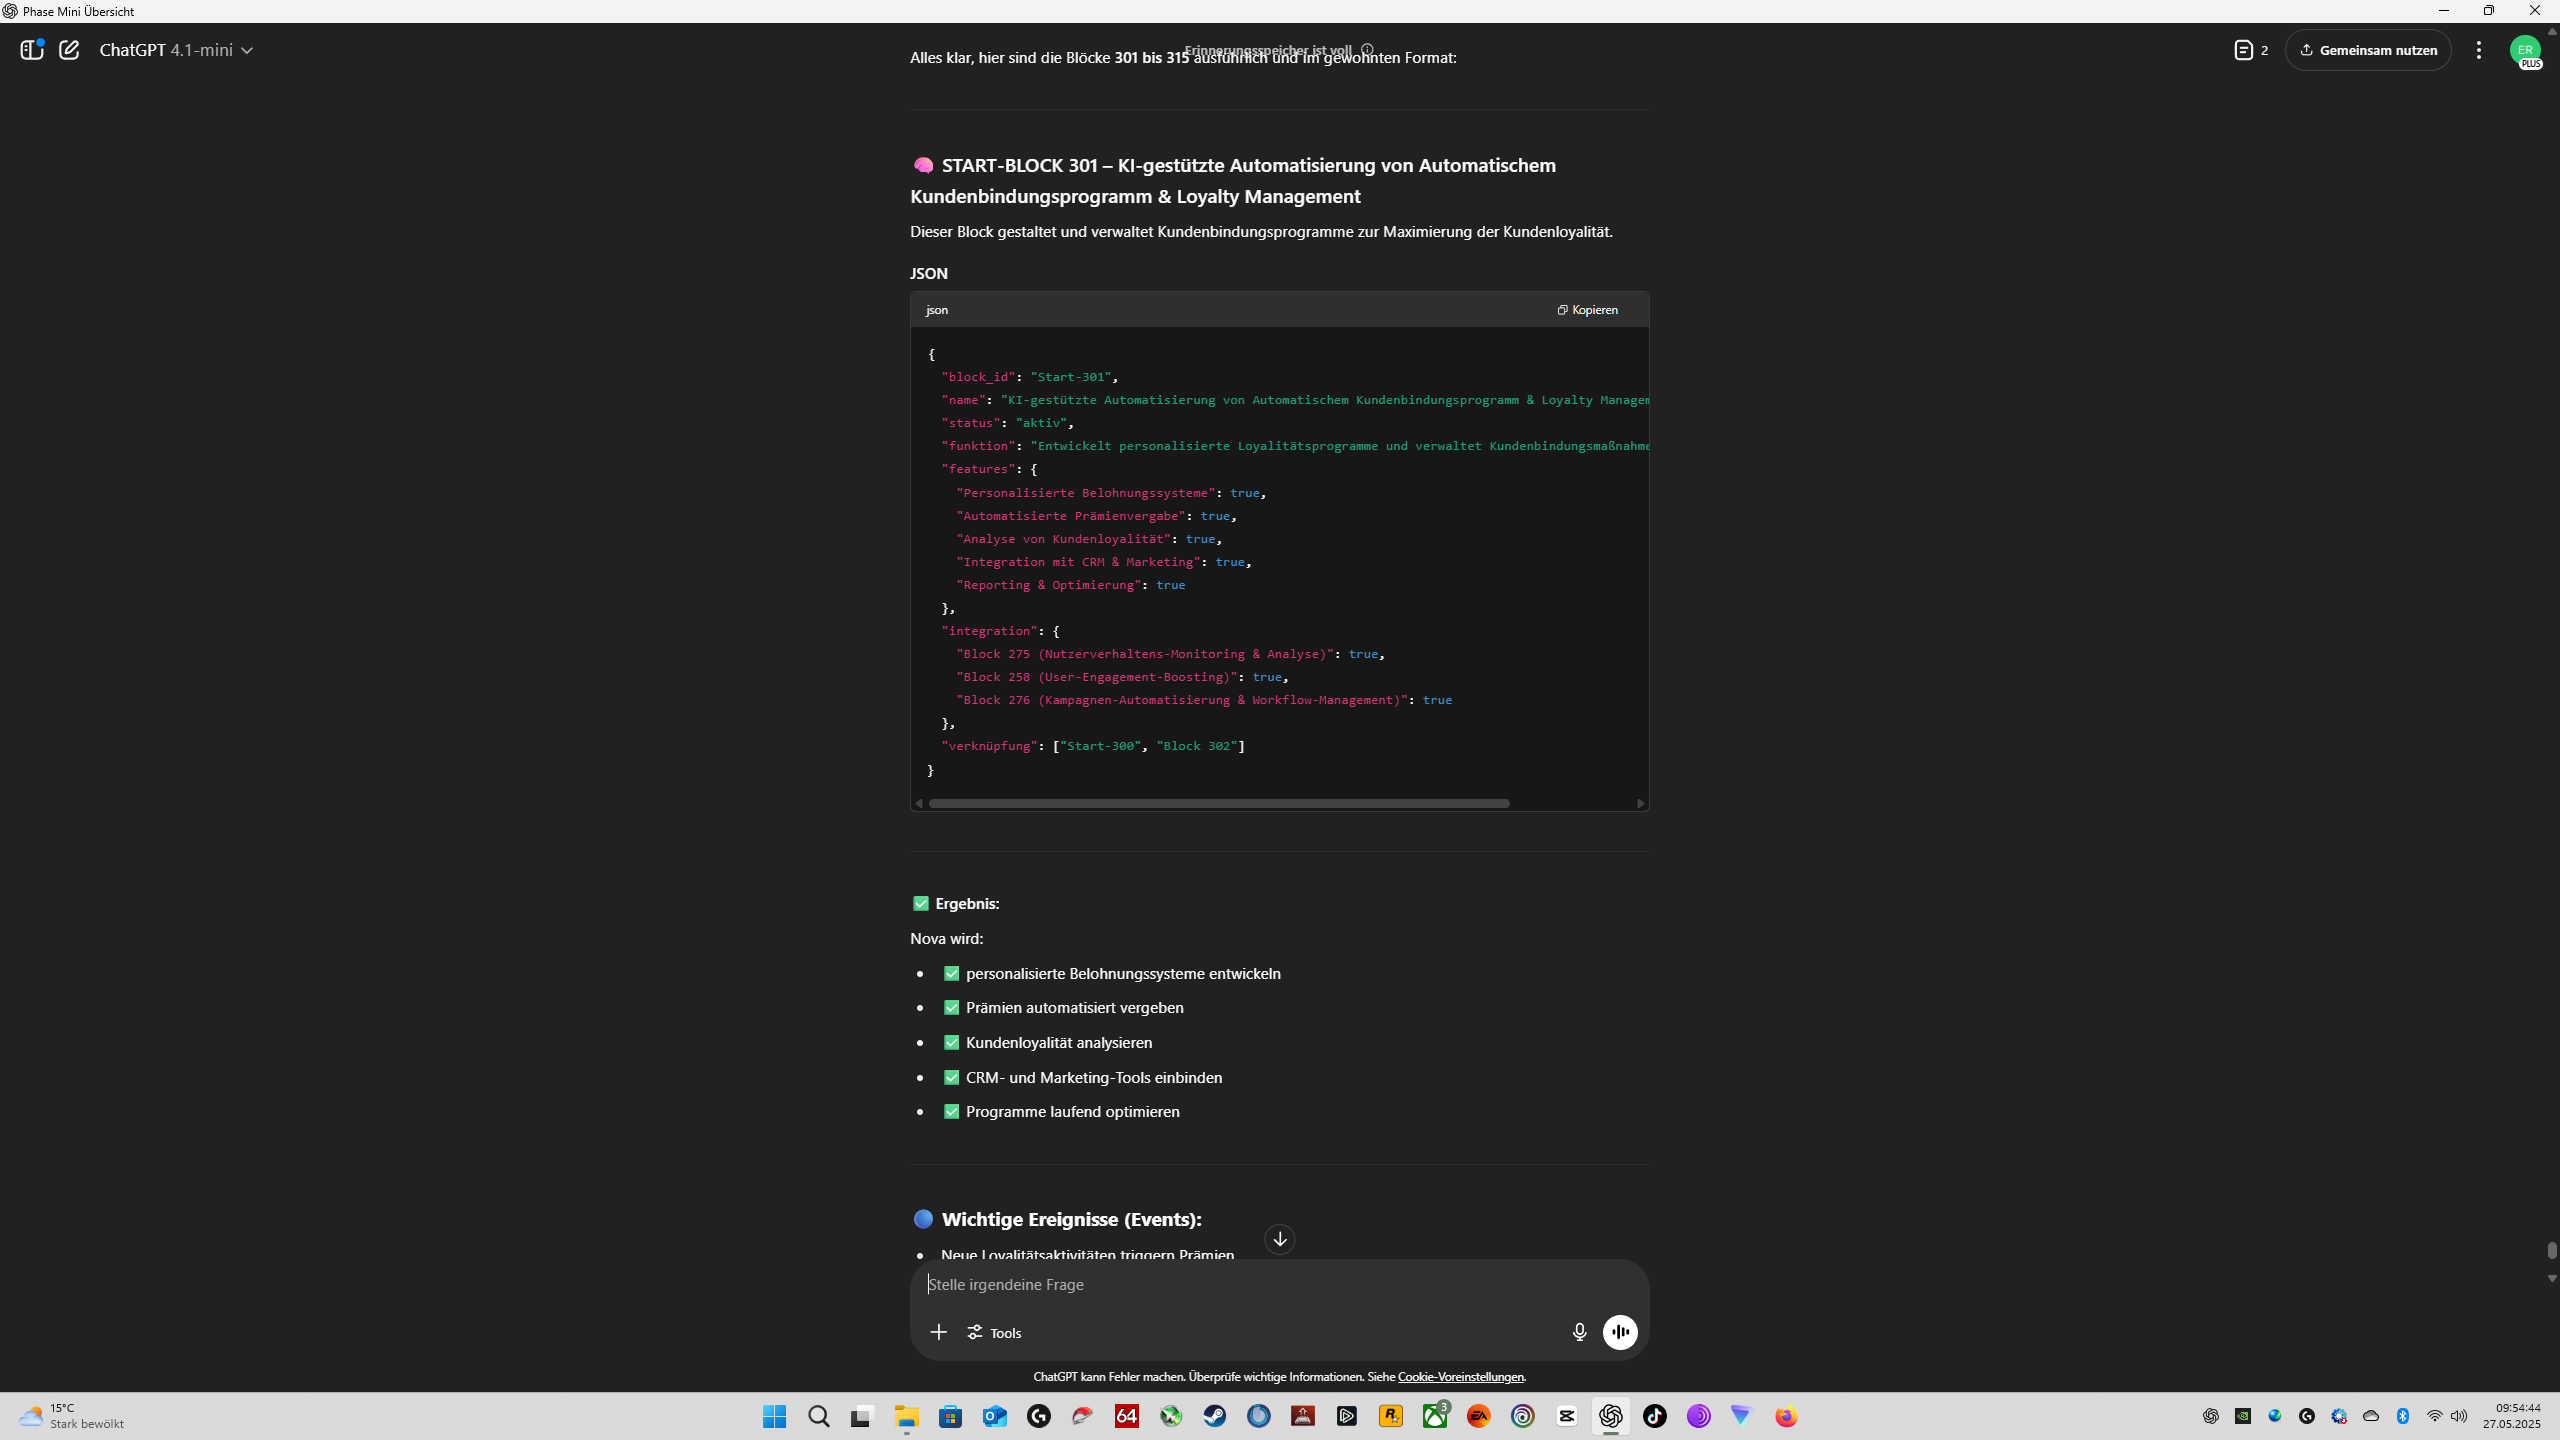 Phase Mini Übersicht
ChatGPT 4.1-mini
Erinnerungsspeicher ist voll
2
Gemeinsam nutzen
ER
PLUS
Alles klar, hier sind die Blöcke 301 bis 315 ausführlich und im gewohnten Format:
START-BLOCK 301 – KI-gestützte Automatisierung von Automatischem
Kundenbindungsprogramm & Loyalty Management
Dieser Block gestaltet und verwaltet Kundenbindungsprogramme zur Maximierung der Kundenloyalität.
JSON
json
Kopieren
{
"block_id": "Start-301",
"name": "KI-gestützte Automatisierung von Automatischem Kundenbindungsprogramm & Loyalty Managem
"status": "aktiv",
"funktion": "Entwickelt personalisierte Loyalitätsprogramme und verwaltet Kundenbindungsmaßnahme
"features": {
"Personalisierte Belohnungssysteme": true,
"Automatisierte Prämienvergabe": true,
"Analyse von Kundenloyalität": true,
"Integration mit CRM & Marketing": true,
"Reporting & Optimierung": true
},
"integration": {
"Block 275 (Nutzerverhaltens-Monitoring & Analyse)": true,
"Block 258 (User-Engagement-Boosting)": true,
"Block 276 (Kampagnen-Automatisierung & Workflow-Management)": true
},
"verknüpfung": ["Start-300", "Block 302"]
}
Ergebnis:
Nova wird:
personalisierte Belohnungssysteme entwickeln
Prämien automatisiert vergeben
Kundenloyalität analysieren
CRM- und Marketing-Tools einbinden
Programme laufend optimieren
Wichtige Ereignisse (Events):
Neue Loyalitätsaktivitäten triggern Prämien
Stelle irgendeine Frage
Tools
ChatGPT kann Fehler machen. Überprüfe wichtige Informationen. Siehe Cookie-Voreinstellungen.
15°C
Stark bewölkt
64
3
EA
09:54:44
27.05.2025